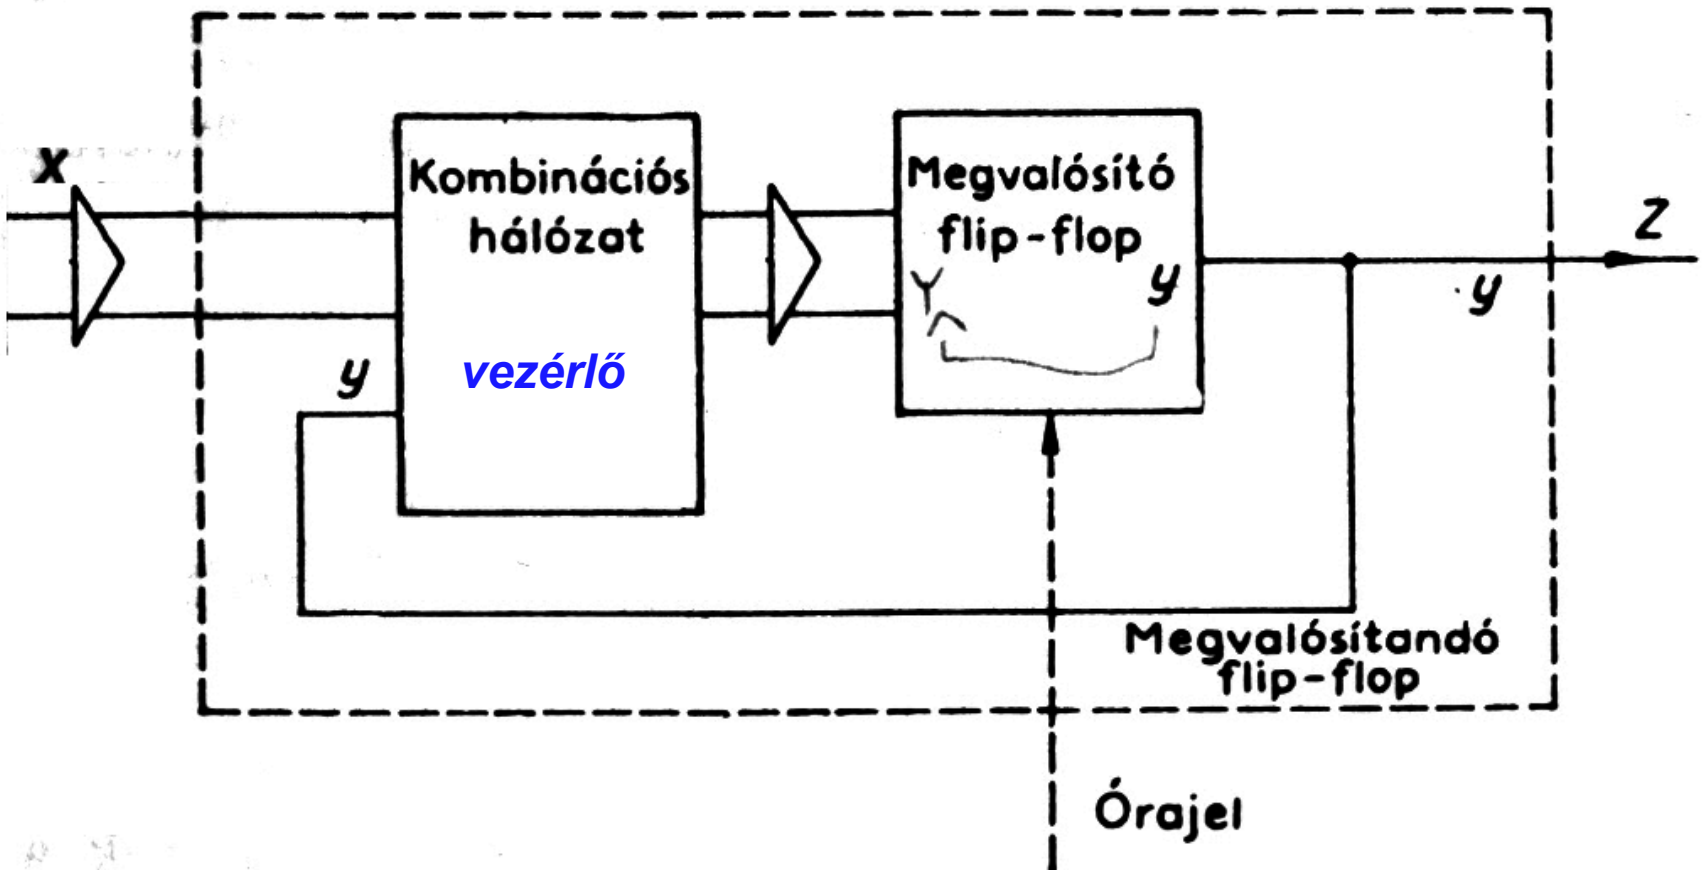 X
Kombinációs
hálózat
vezérlő
y
Megvalósító
flip-flop
Y
y
Z
y
Megvalósítandó
flip-flop
Órajel